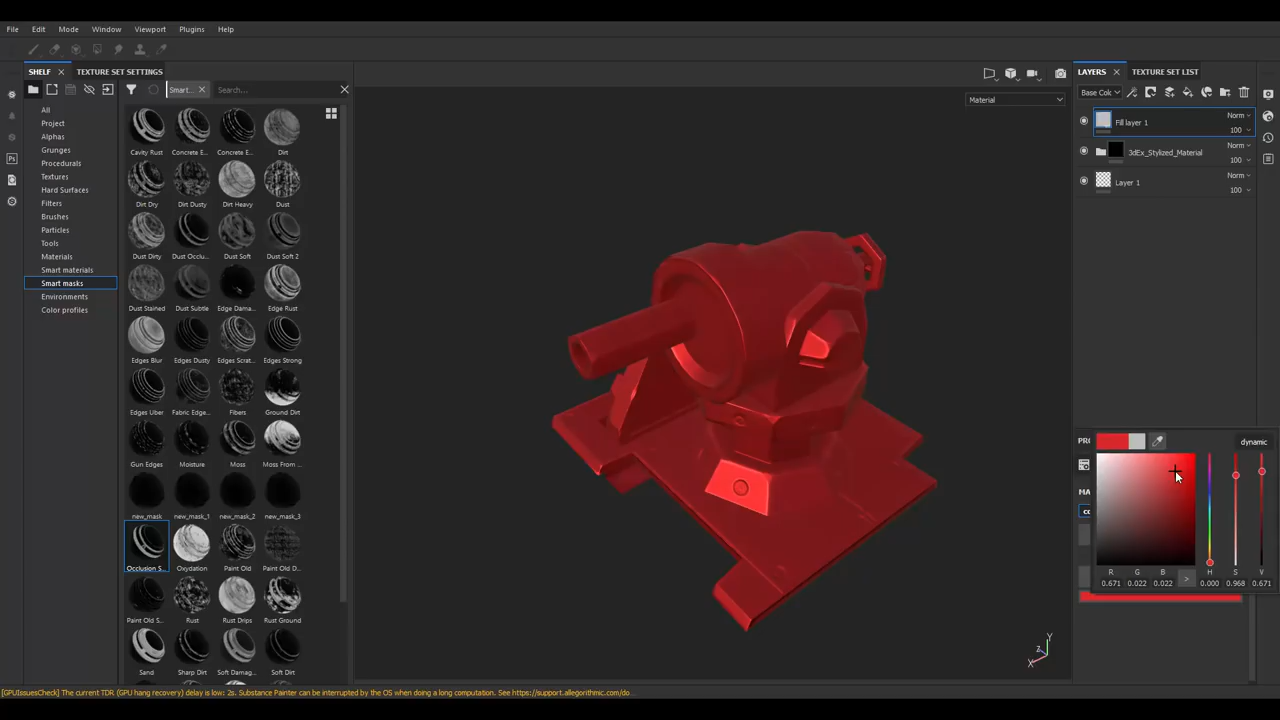 File Edit Mode Window Viewport Plugins Help
SHELF TEXTURE SET SETTINGS
LAYERS TEXTURE SET LIST
Smart... Search...
Base Col
Material
All
Project
Alphas
Grunges
Procedurals
Textures
Hard Surfaces
Filters
Brushes
Particles
Tools
Materials
Smart materials
Smart masks
Environments
Color profiles
Cavity Rust Concrete E... Concrete E... Dirt
Dirt Dry Dirt Dusty Dirt Heavy Dust
Dust Dirty Dust Occlu... Dust Soft Dust Soft 2
Dust Stained Dust Subtle Edge Dama... Edge Rust
Edges Blur Edges Dusty Edges Scrat... Edges Strong
Edges Uber Fabric Edge... Fibers Ground Dirt
Gun Edges Moisture Moss Moss From ...
new_mask new_mask_1 new_mask_2 new_mask_3
Occlusion S... Oxydation Paint Old Paint Old D...
Paint Old S... Rust Rust Drips Rust Ground
Sand Sharp Dirt Soft Damag... Soft Dirt
Fill layer 1 Norm
100
3dEx_Stylized_Material Norm
100
Layer 1 Norm
100
PR
dynamic
MA
co
R G B > H S V
0.671 0.022 0.022 0.000 0.968 0.671
Y
Z
X
[GPUIssuesCheck] The current TDR (GPU hang recovery) delay is low: 2s. Substance Painter can be interrupted by the OS when doing a long computation. See https://support.allegorithmic.com/do...